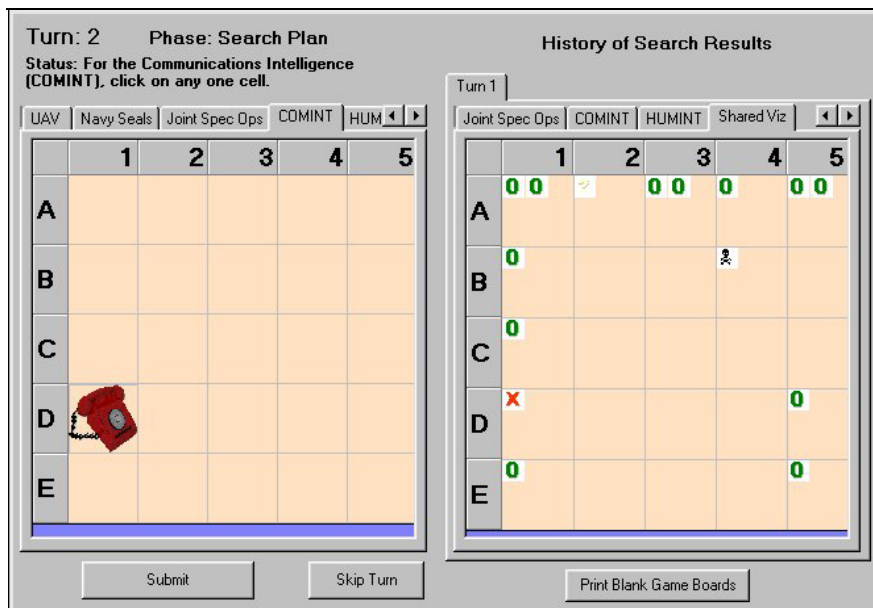 Turn: 2 Phase: Search Plan
Status: For the Communications Intelligence
(COMINT), click on any one cell.
UAV Navy Seals Joint Spec Ops COMINT HUM
1 2 3 4 5
A
B
C
D
E
Submit Skip Turn
History of Search Results
Turn 1
Joint Spec Ops COMINT HUMINT Shared Viz
1 2 3 4 5
A 0 0 0 0 0 0 0
B 0
C 0
D X 0
E 0 0
Print Blank Game Boards